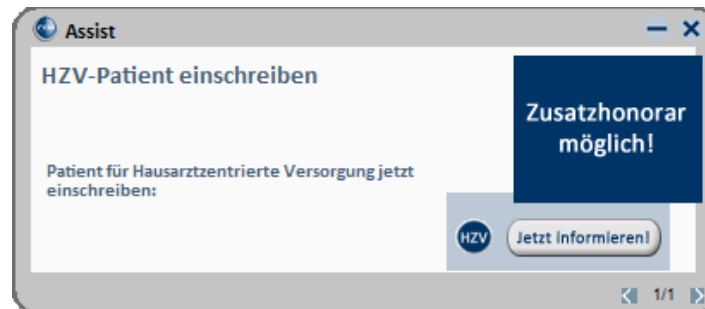 Assist
HZV-Patient einschreiben
Zusatzhonorar
möglich!
Patient für Hausarztzentrierte Versorgung jetzt
einschreiben:
HZV
Jetzt informieren!
1/1